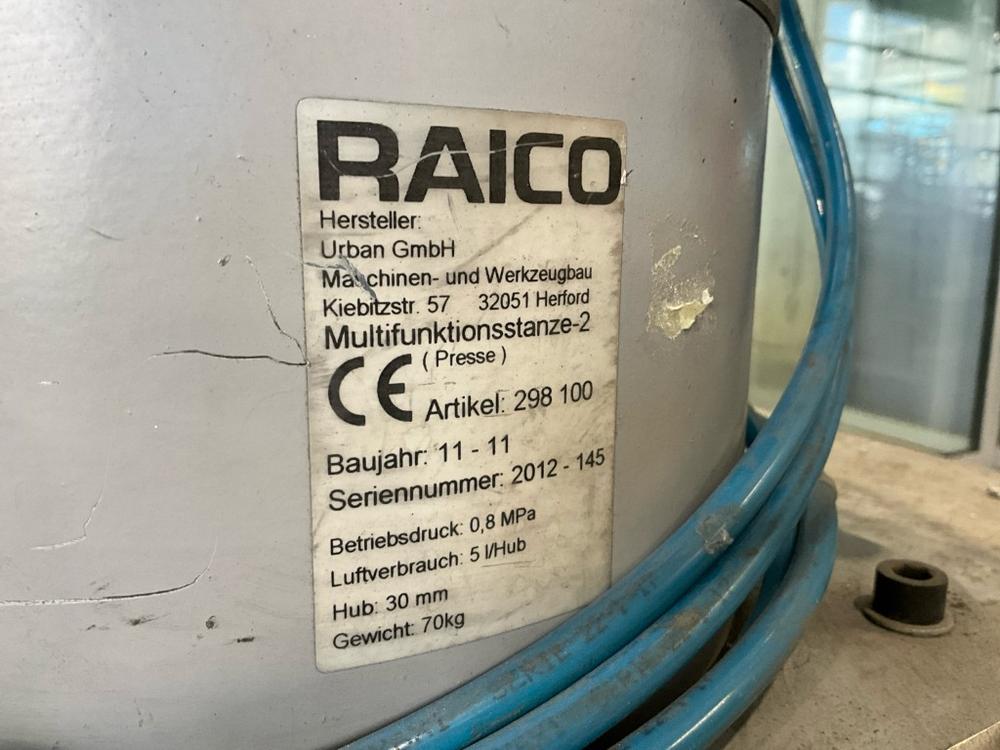 RAICO
Hersteller:
Urban GmbH
Maschinen- und Werkzeugbau
Kiebitzstr. 57 32051 Herford
Multifunktionsstanze-2
( Presse )
CE Artikel: 298 100
Baujahr: 11 - 11
Seriennummer: 2012 - 145
Betriebsdruck: 0,8 MPa
Luftverbrauch: 5 l/Hub
Hub: 30 mm
Gewicht: 70kg